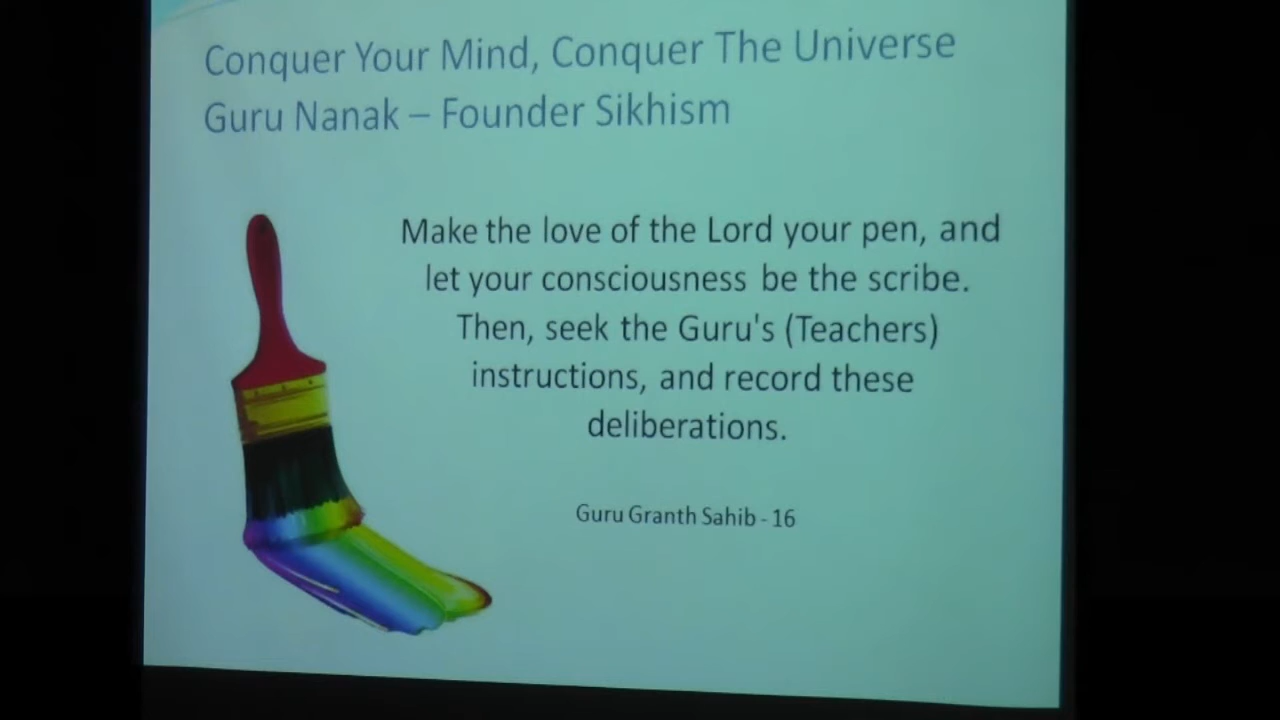 Conquer Your Mind, Conquer The Universe
Guru Nanak – Founder Sikhism
Make the love of the Lord your pen, and
let your consciousness be the scribe.
Then, seek the Guru's (Teachers)
instructions, and record these
deliberations.
Guru Granth Sahib - 16